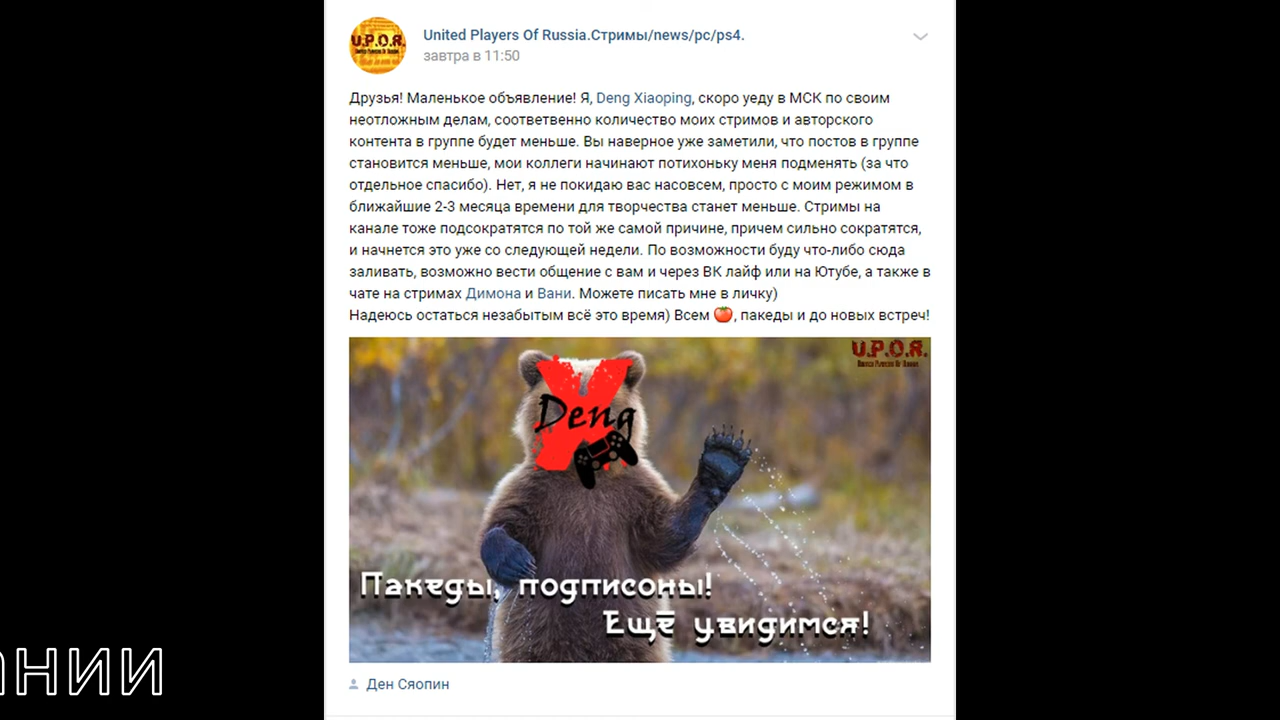 U.P.O.R.
United Players Of Russia.Стримы/news/pc/ps4.
завтра в 11:50
Друзья! Маленькое объявление! Я, Deng Xiaoping, скоро уеду в МСК по своим
неотложным делам, соответвенно количество моих стримов и авторского
контента в группе будет меньше. Вы наверное уже заметили, что постов в группе
становится меньше, мои коллеги начинают потихоньку меня подменять (за что
отдельное спасибо). Нет, я не покидаю вас насовсем, просто с моим режимом в
ближайшие 2-3 месяца времени для творчества станет меньше. Стримы на
канале тоже подсократятся по той же самой причине, причем сильно сократятся,
и начнется это уже со следующей недели. По возможности буду что-либо сюда
заливать, возможно вести общение с вам и через ВК лайф или на Ютубе, а также в
чате на стримах Димона и Вани. Можете писать мне в личку)
Надеюсь остаться незабытым всё это время) Всем 🍅, пакеды и до новых встреч!
U.P.O.R.
United Players Of Russia
X
Deng
Пакеды, подписоны!
Ещё увидимся!
ании
Ден Сяопин